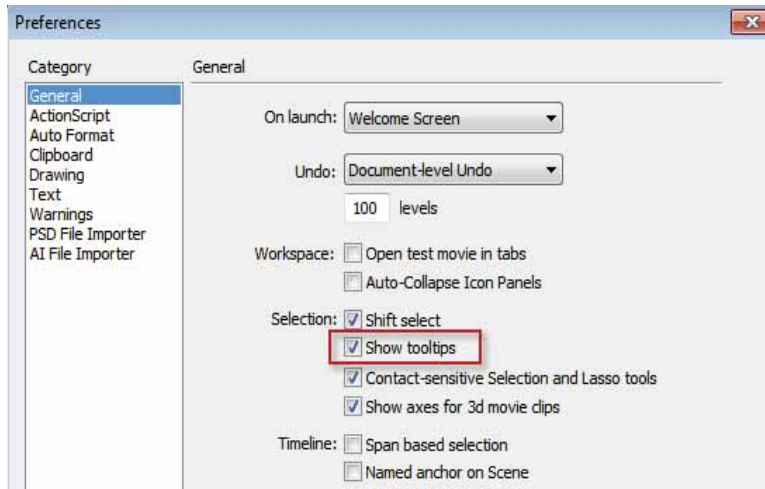 Preferences
Category
General
ActionScript
Auto Format
Clipboard
Drawing
Text
Warnings
PSD File Importer
AI File Importer
General
On launch: Welcome Screen
Undo: Document-level Undo
100 levels
Workspace: Open test movie in tabs
Auto-Collapse Icon Panels
Selection: Shift select
Show tooltips
Contact-sensitive Selection and Lasso tools
Show axes for 3d movie clips
Timeline: Span based selection
Named anchor on Scene